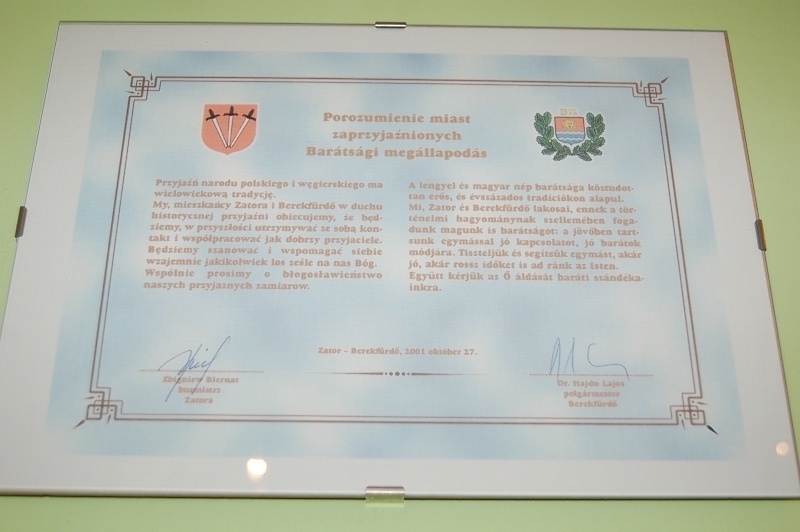 Porozumienie miast
zaprzyjaźnionych
Barátsági megállapodás
Przyjaźń narodu polskiego i węgierskiego ma
wielowiekową tradycję.
My, mieszkańcy Zatora i Berekfürdő w duchu
historycznej przyjaźni obiecujemy, że będ-
ziemy, w przyszłości utrzymywać ze sobą kon-
takt i współpracować jak dobrzy przyjaciele.
Będziemy szanować i wspomagać siebie
wzajemnie jakikolwiek los ześle na nas Bóg.
Wspólnie prosimy o błogosławieństwo
naszych przyjaznych zamiarow.
A lengyel és magyar nép barátsága köztudot-
tan erős, és évszázados tradíciókon alapul.
Mi, Zator és Berekfürdő lakosai, ennek a tör-
ténelmi hagyománynak szellemében foga-
dunk magunk is barátságot: a jövőben tart-
sunk egymással jó kapcsolatot, jó barátok
módjára. Tiszteljük és segítsük egymást, akár
jó, akár rossz időket is ad ránk az Isten.
Együtt kérjük az Ő áldását baráti szándéka-
inkra.
Zator – Berekfürdő, 2001 október 27.
Zbigniew Biernat
burmistrz
Zatora
Dr. Hajdu Lajos
polgármester
Berekfürdő